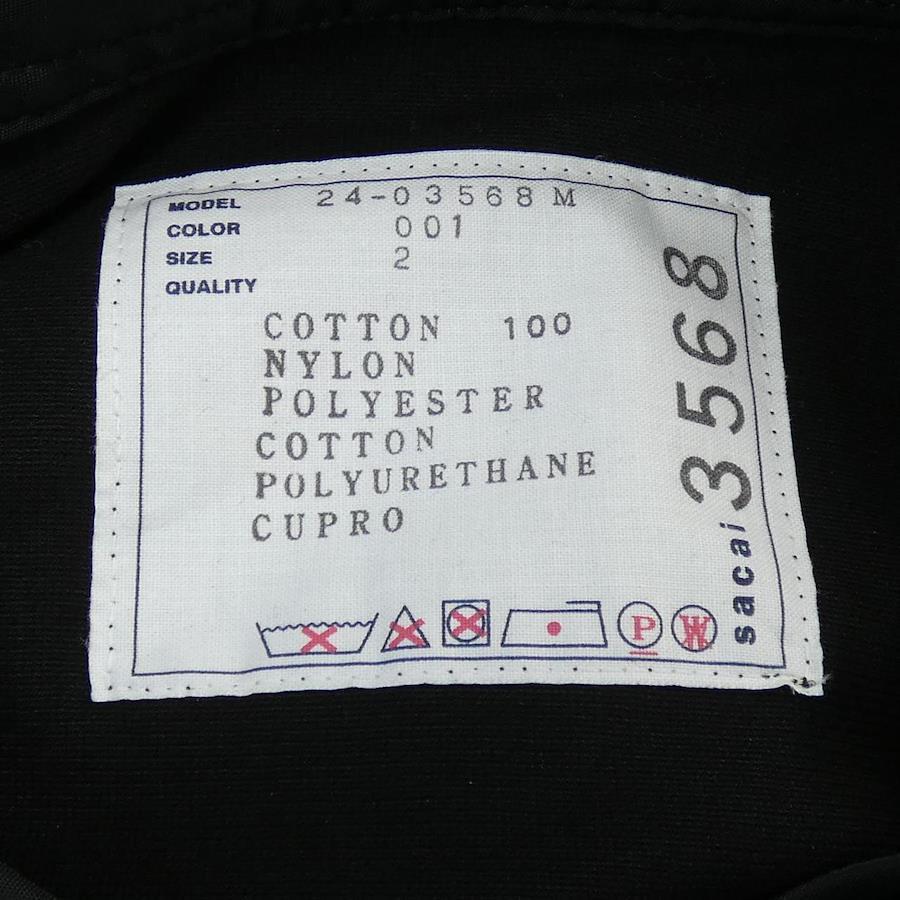 MODEL 24-03568 M
COLOR 001
SIZE 2
QUALITY
COTTON 100
NYLON
POLYESTER
COTTON
POLYURETHANE
CUPRO
P W
sacai 3568